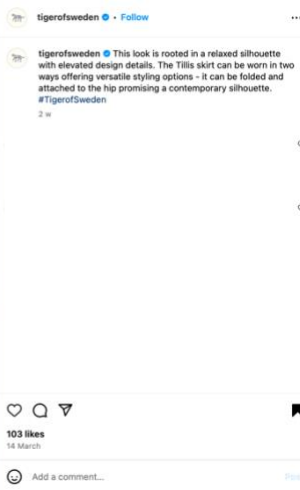 tigerofsweden • Follow
tigerofsweden This look is rooted in a relaxed silhouette
with elevated design details. The Tillis skirt can be worn in two
ways offering versatile styling options - it can be folded and
attached to the hip promising a contemporary silhouette.
#TigerofSweden
2 w
103 likes
14 March
Add a comment...